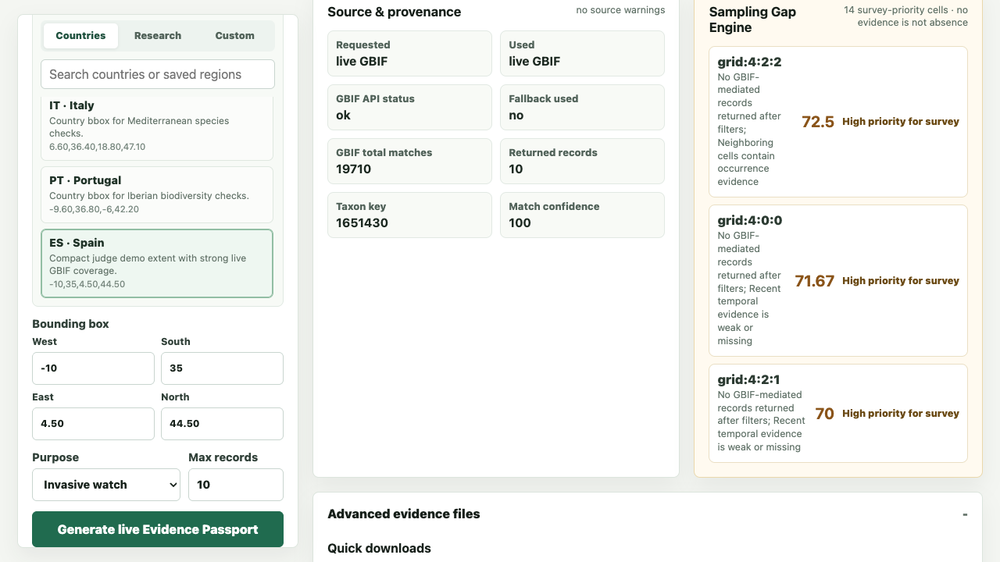 Countries
Research
Custom
Search countries or saved regions
IT · Italy
Country bbox for Mediterranean species
checks.
6.60,36.40,18.80,47.10
PT · Portugal
Country bbox for Iberian biodiversity checks.
-9.60,36.80,-6,42.20
ES · Spain
Compact judge demo extent with strong live
GBIF coverage.
-10,35,4.50,44.50
Bounding box
West
South
-10
35
East
North
4.50
44.50
Purpose
Max records
Invasive watch
10
Generate live Evidence Passport
Source & provenance
no source warnings
Requested
live GBIF
Used
live GBIF
GBIF API status
ok
Fallback used
no
GBIF total matches
19710
Returned records
10
Taxon key
1651430
Match confidence
100
Sampling Gap
Engine
14 survey-priority cells · no
evidence is not absence
grid:4:2:2
No GBIF-
mediated
records
returned after
filters;
Neighboring
cells contain
occurrence
evidence
72.5
High priority for survey
grid:4:0:0
No GBIF-
mediated
records
returned after
filters; Recent
temporal
evidence is
weak or
missing
71.67
High priority for survey
grid:4:2:1
No GBIF-mediated
records returned
after filters; Recent
temporal evidence
is weak or missing
70
High priority for survey
Advanced evidence files
-
Quick downloads